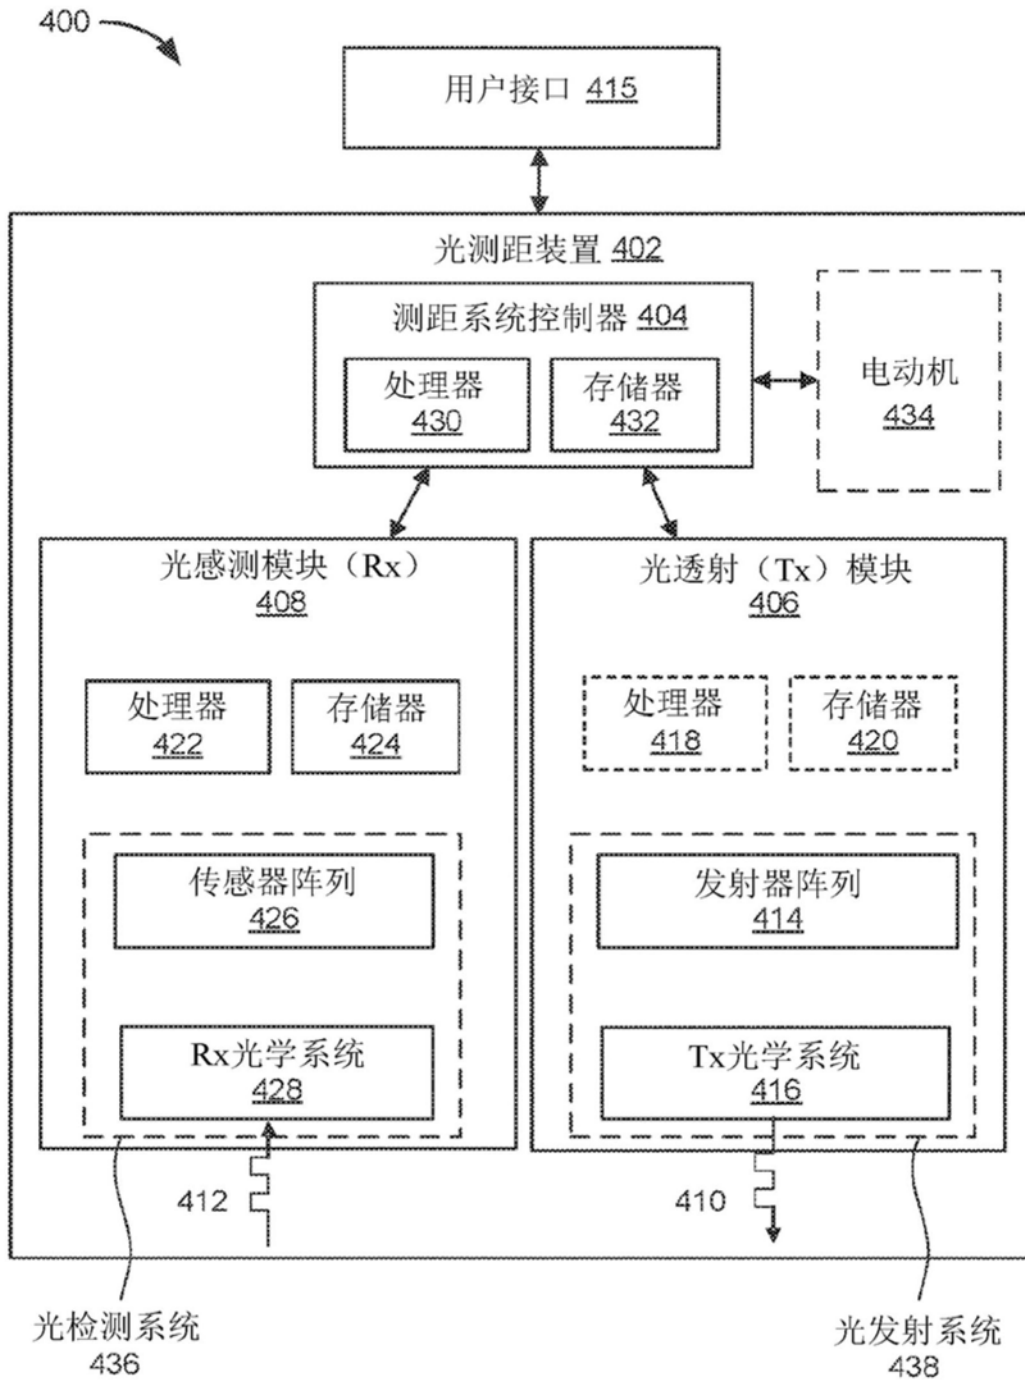 400
用户接口 415
光测距装置 402
测距系统控制器 404
处理器
430
存储器
432
电动机
434
光感测模块（Rx）
408
光透射（Tx）模块
406
处理器
422
存储器
424
处理器
418
存储器
420
传感器阵列
426
发射器阵列
414
Rx光学系统
428
Tx光学系统
416
412
410
光检测系统
436
光发射系统
438